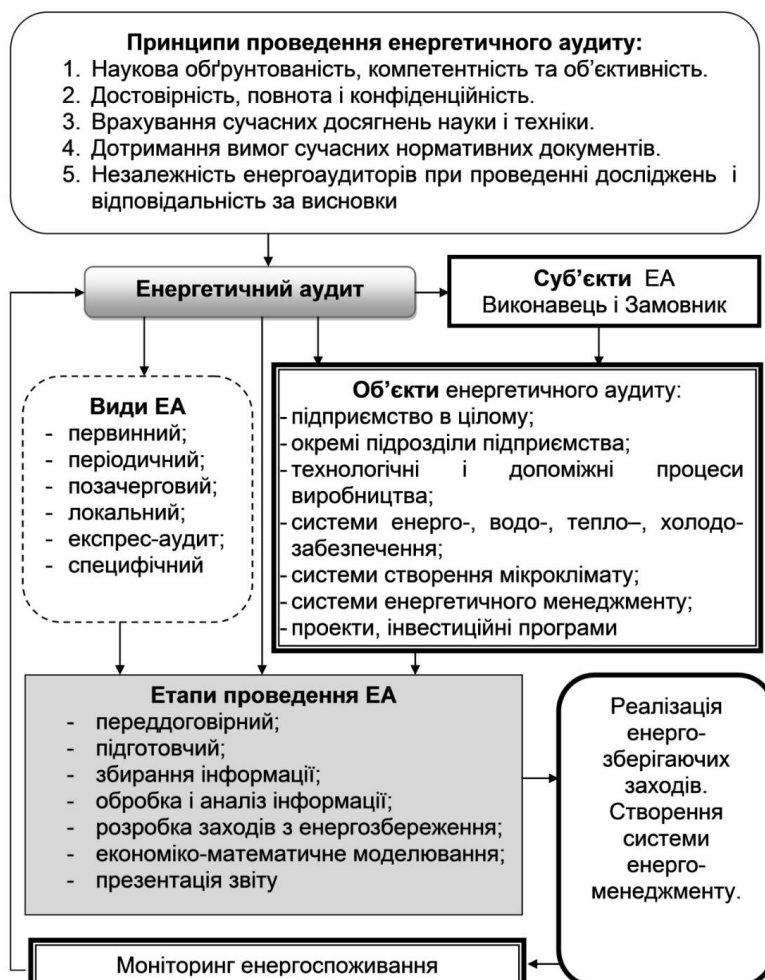 Принципи проведення енергетичного аудиту:
1. Наукова обґрунтованість, компетентність та об’єктивність.
2. Достовірність, повнота і конфіденційність.
3. Врахування сучасних досягнень науки і техніки.
4. Дотримання вимог сучасних нормативних документів.
5. Незалежність енергоаудиторів при проведенні досліджень і
відповідальність за висновки
Енергетичний аудит
Суб’єкти ЕА
Виконавець і Замовник
Види ЕА
- первинний;
- періодичний;
- позачерговий;
- локальний;
- експрес-аудит;
- специфічний
Об’єкти енергетичного аудиту:
- підприємство в цілому;
- окремі підрозділи підприємства;
- технологічні і допоміжні процеси
виробництва;
- системи енерго-, водо-, тепло–, холодо-
забезпечення;
- системи створення мікроклімату;
- системи енергетичного менеджменту;
- проекти, інвестиційні програми
Етапи проведення ЕА
- переддоговірний;
- підготовчий;
- збирання інформації;
- обробка і аналіз інформації;
- розробка заходів з енергозбереження;
- економіко-математичне моделювання;
- презентація звіту
Реалізація
енерго-
зберігаючих
заходів.
Створення
системи
енерго-
менеджменту.
Моніторинг енергоспоживання